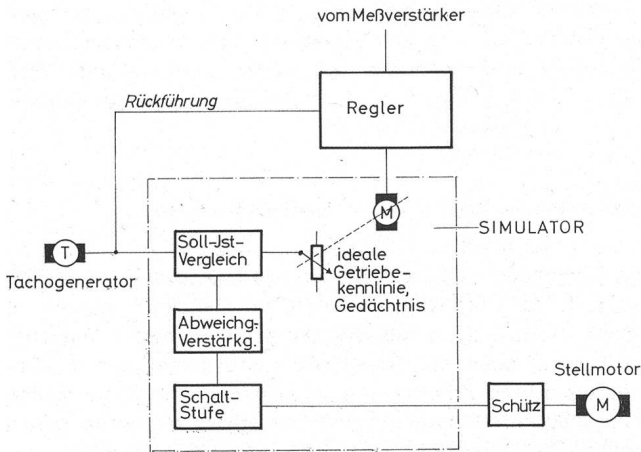 vom Meßverstärker
Regler
Rückführung
M
SIMULATOR
T
Tachogenerator
Soll-Jst-
Vergleich
ideale
Getriebe-
kennlinie,
Gedächtnis
Abweichg.-
Verstärkg.
Schalt-
Stufe
Schütz
Stellmotor
M